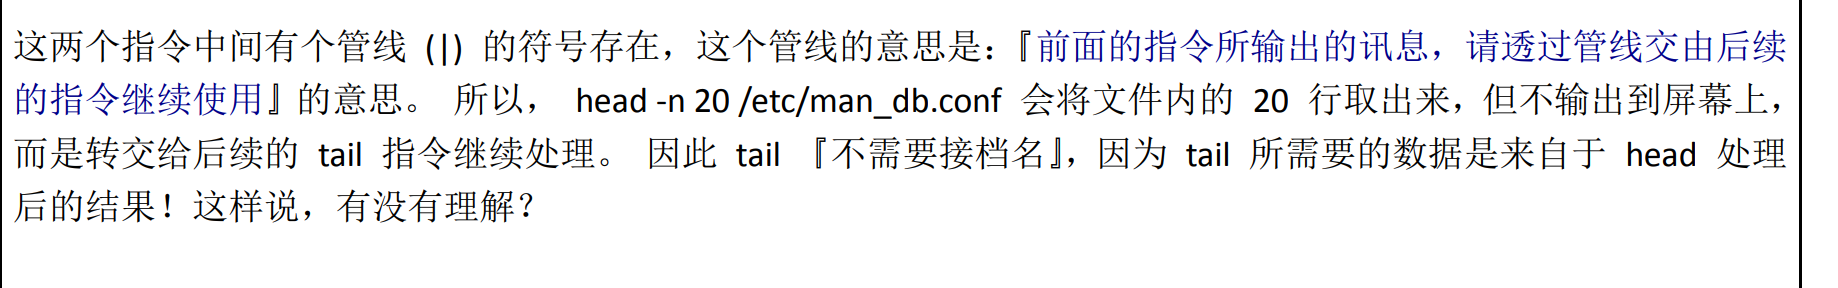 这两个指令中间有个管线 (|) 的符号存在，这个管线的意思是：『前面的指令所输出的讯息，请透过管线交由后续
的指令继续使用』的意思。 所以， head -n 20 /etc/man_db.conf 会将文件内的 20 行取出来，但不输出到屏幕上，
而是转交给后续的 tail 指令继续处理。 因此 tail 『不需要接档名』，因为 tail 所需要的数据是来自于 head 处理
后的结果！这样说，有没有理解？